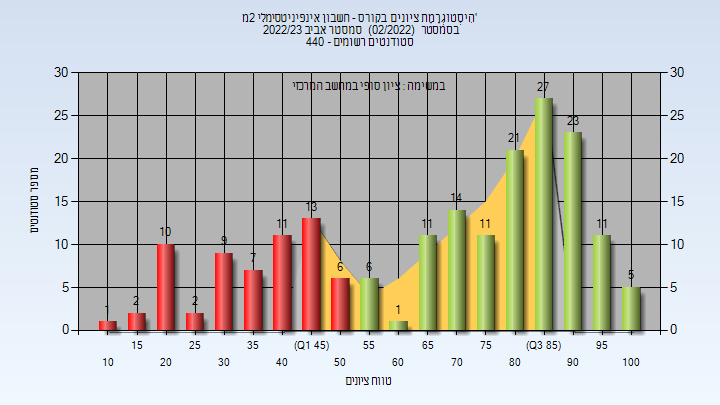 'היסטוגרמת ציונים בקורס - חשבון אינפיניטסימלי 2מ
בסמסטר (02/2022) סמסטר אביב 2022/23
סטודנטים רשומים - 440
במשימה : ציון סופי במחשב המרכזי
30 30
25 25
20 20
15 15
10 10
5 5
0 0
מספר סטודנטים
1 2 10 2 9 7 11 13 6 6 1 11 14 11 21 27 23 11 5
15 25 35 (Q1 45) 55 65 75 (Q3 85) 95
10 20 30 40 50 60 70 80 90 100
טווח ציונים